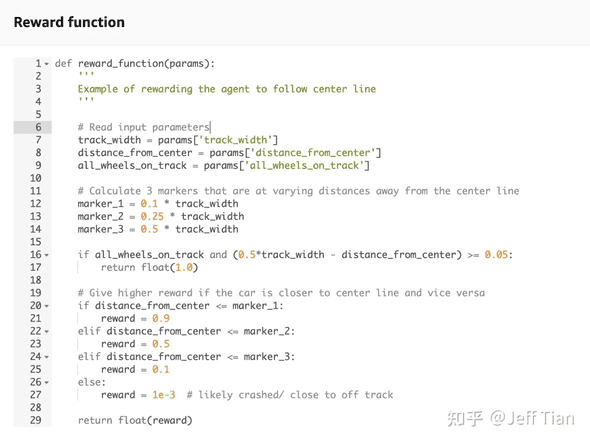 Reward function
1 def reward_function(params):
2 '''
3 Example of rewarding the agent to follow center line
4 '''
5
6 # Read input parameters
7 track_width = params['track_width']
8 distance_from_center = params['distance_from_center']
9 all_wheels_on_track = params['all_wheels_on_track']
10
11 # Calculate 3 markers that are at varying distances away from the center line
12 marker_1 = 0.1 * track_width
13 marker_2 = 0.25 * track_width
14 marker_3 = 0.5 * track_width
15
16 if all_wheels_on_track and (0.5*track_width - distance_from_center) >= 0.05:
17 return float(1.0)
18
19 # Give higher reward if the car is closer to center line and vice versa
20 if distance_from_center <= marker_1:
21 reward = 0.9
22 elif distance_from_center <= marker_2:
23 reward = 0.5
24 elif distance_from_center <= marker_3:
25 reward = 0.1
26 else:
27 reward = 1e-3 # likely crashed/ close to off track
28
29 return float(reward)
知乎 @Jeff Tian